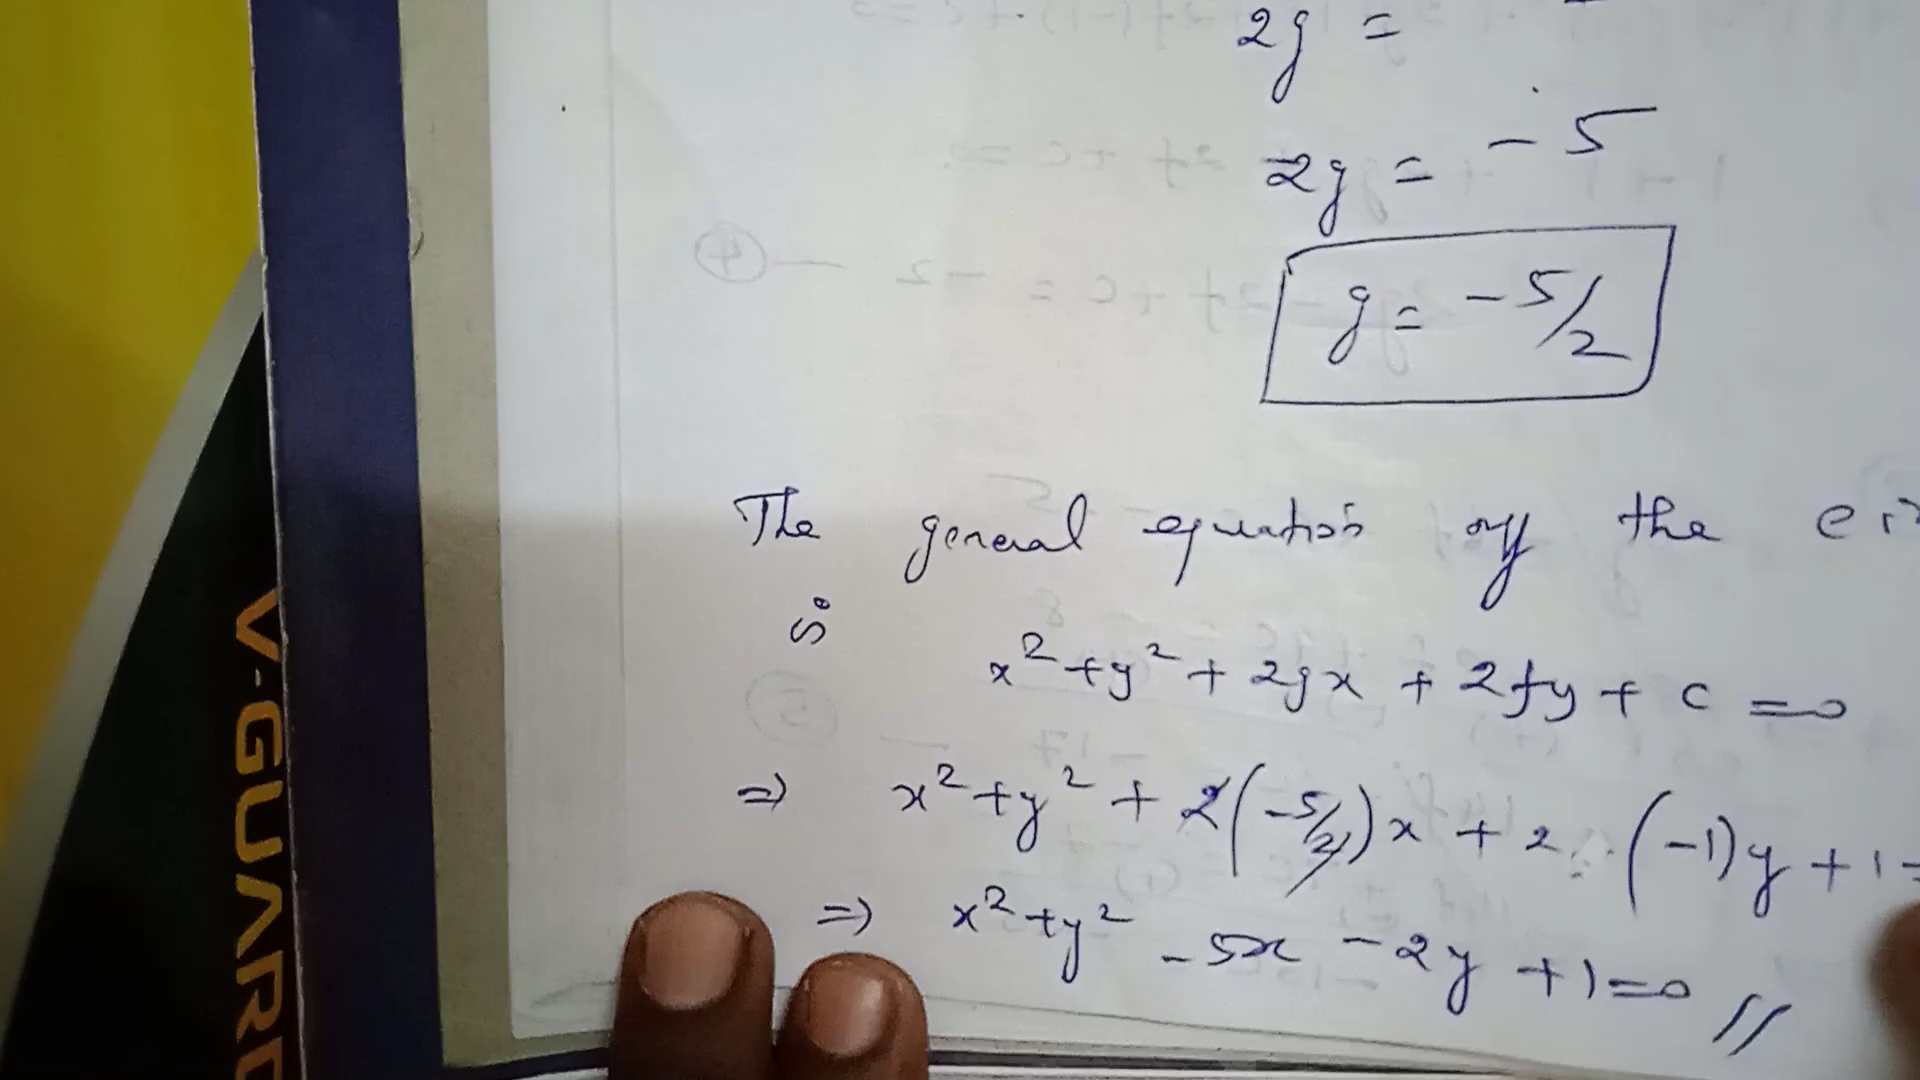 2g =
2g = -5
g = -5/2
The general equation of the
is
x² + y² + 2gx + 2fy + c = 0
⇒ x² + y² + 2(-5/2)x + 2 (-1)y + 1 =
⇒ x² + y² - 5x - 2y + 1 = 0 //
V-GUARD